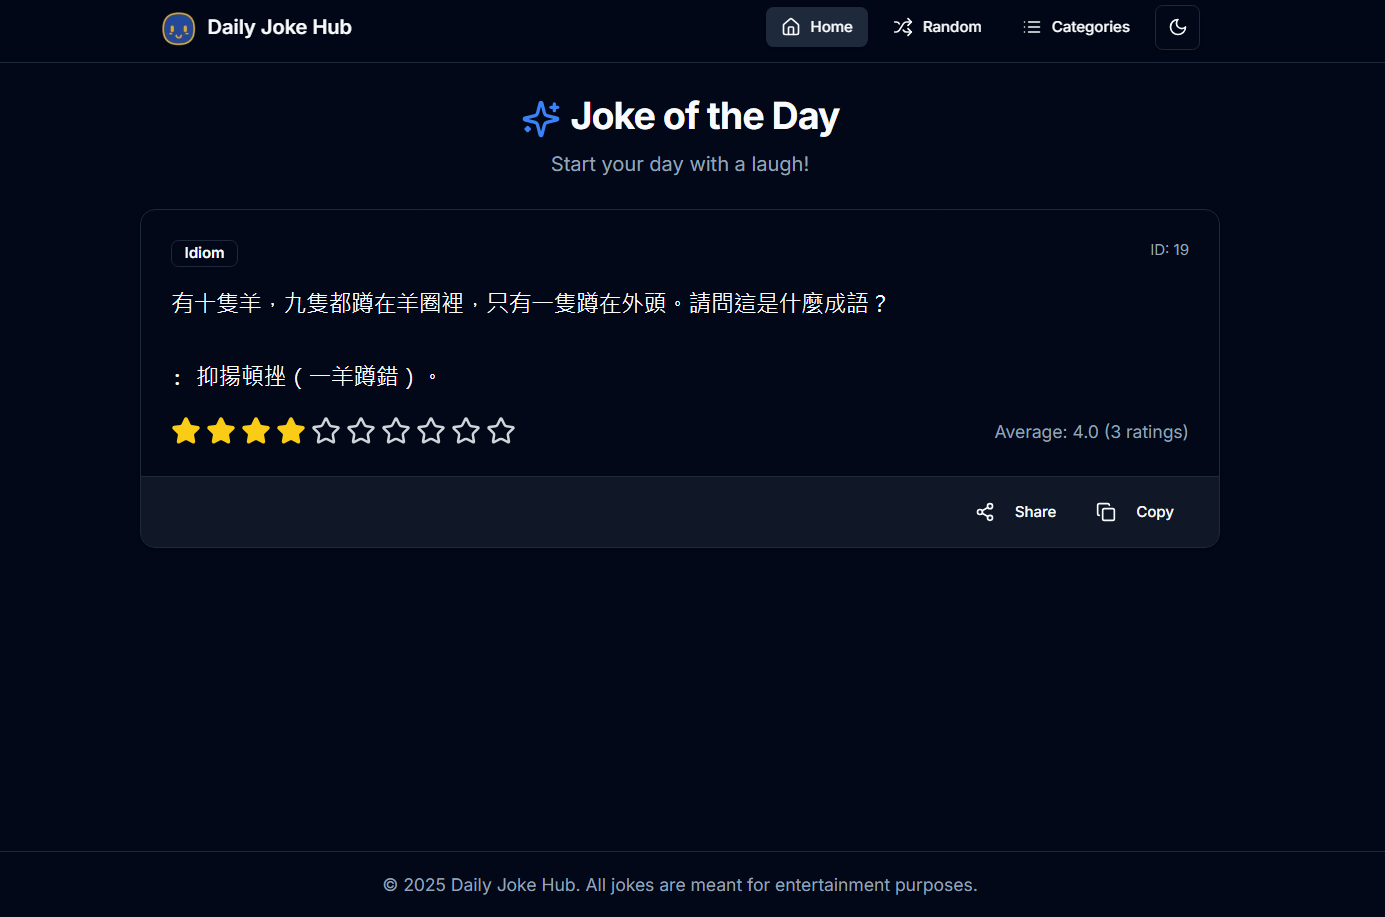 Daily Joke Hub
Home
Random
Categories
Joke of the Day
Start your day with a laugh!
Idiom
ID: 19
有十隻羊，九隻都蹲在羊圈裡，只有一隻蹲在外頭。請問這是什麼成語？
： 抑揚頓挫（一羊蹲錯）。
Average: 4.0 (3 ratings)
Share
Copy
© 2025 Daily Joke Hub. All jokes are meant for entertainment purposes.